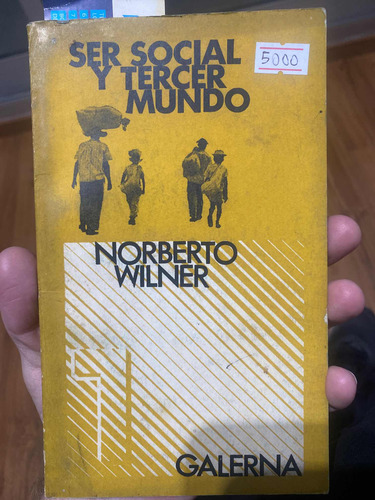 SER SOCIAL
Y TERCER
MUNDO
5000
NORBERTO
WILNER
GALERNA